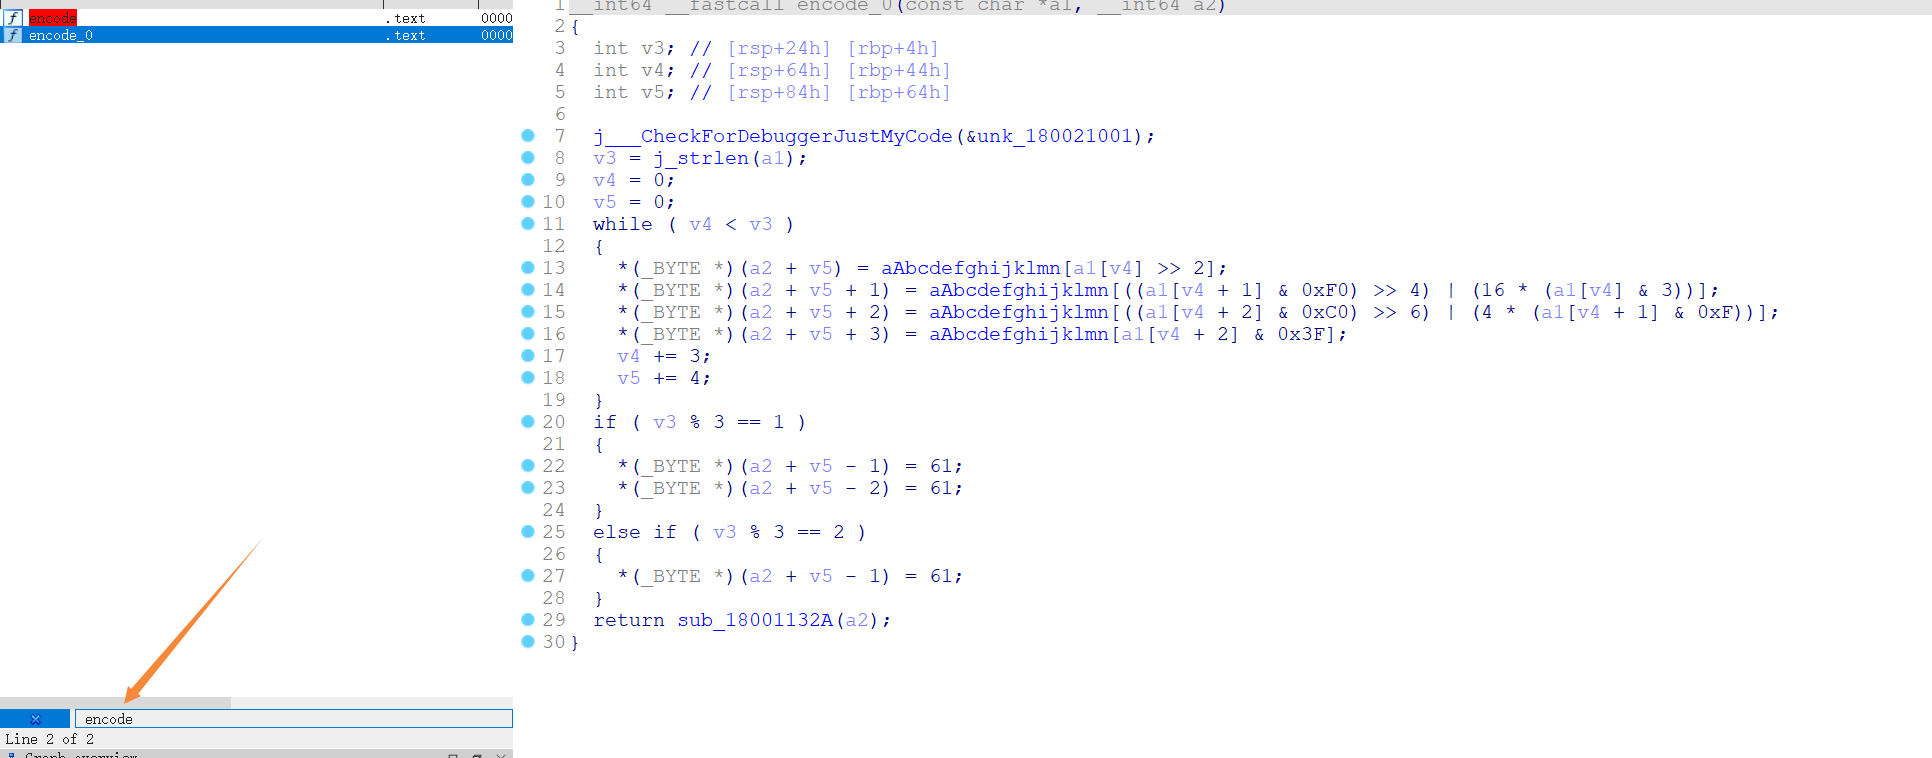 encode .text 0000
encode_0 .text 0000
encode
Line 2 of 2
Graph overview
1 __int64 __fastcall encode_0(const char *a1, __int64 a2)
2 {
3 int v3; // [rsp+24h] [rbp+4h]
4 int v4; // [rsp+64h] [rbp+44h]
5 int v5; // [rsp+84h] [rbp+64h]
6
7 j___CheckForDebuggerJustMyCode(&unk_180021001);
8 v3 = j_strlen(a1);
9 v4 = 0;
10 v5 = 0;
11 while ( v4 < v3 )
12 {
13 *(_BYTE *)(a2 + v5) = aAbcdefghijklmn[a1[v4] >> 2];
14 *(_BYTE *)(a2 + v5 + 1) = aAbcdefghijklmn[((a1[v4 + 1] & 0xF0) >> 4) | (16 * (a1[v4] & 3))];
15 *(_BYTE *)(a2 + v5 + 2) = aAbcdefghijklmn[((a1[v4 + 2] & 0xC0) >> 6) | (4 * (a1[v4 + 1] & 0xF))];
16 *(_BYTE *)(a2 + v5 + 3) = aAbcdefghijklmn[a1[v4 + 2] & 0x3F];
17 v4 += 3;
18 v5 += 4;
19 }
20 if ( v3 % 3 == 1 )
21 {
22 *(_BYTE *)(a2 + v5 - 1) = 61;
23 *(_BYTE *)(a2 + v5 - 2) = 61;
24 }
25 else if ( v3 % 3 == 2 )
26 {
27 *(_BYTE *)(a2 + v5 - 1) = 61;
28 }
29 return sub_18001132A(a2);
30 }